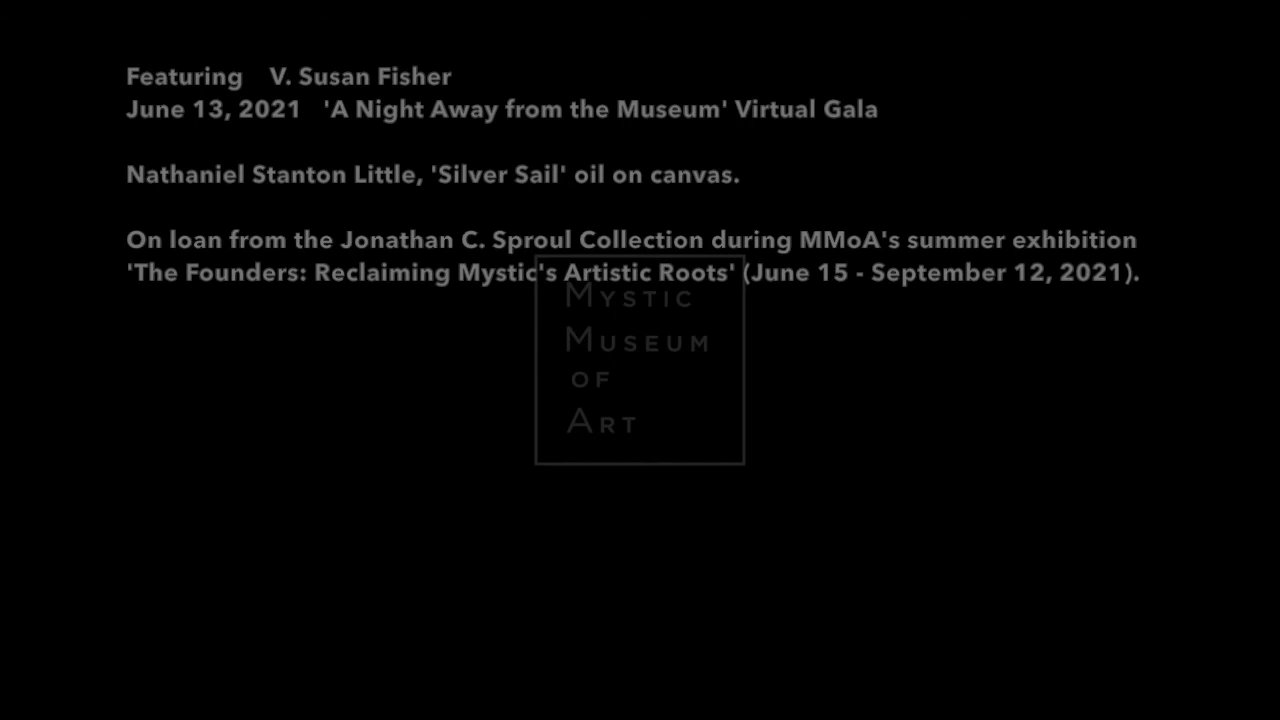 Featuring V. Susan Fisher
June 13, 2021 'A Night Away from the Museum' Virtual Gala
Nathaniel Stanton Little, 'Silver Sail' oil on canvas.
On loan from the Jonathan C. Sproul Collection during MMoA's summer exhibition
'The Founders: Reclaiming Mystic's Artistic Roots' (June 15 - September 12, 2021).
MYSTIC
MUSEUM
OF
ART